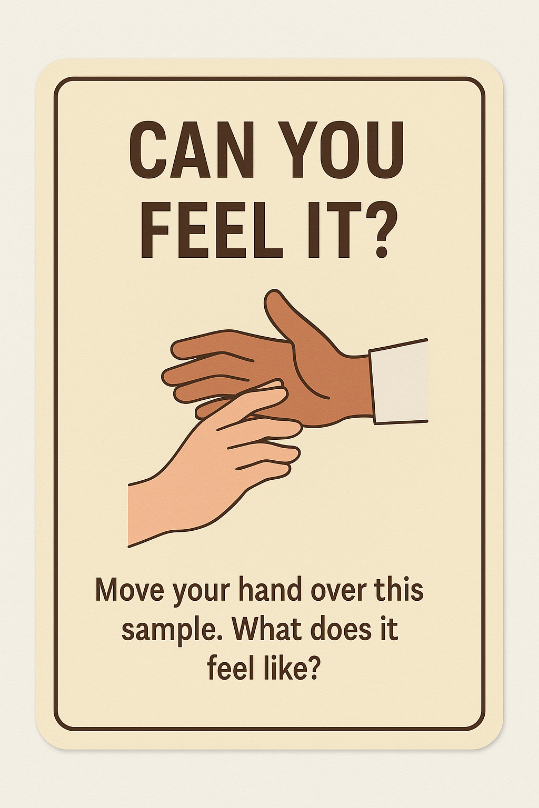 CAN YOU
FEEL IT?
Move your hand over this
sample. What does it
feel like?